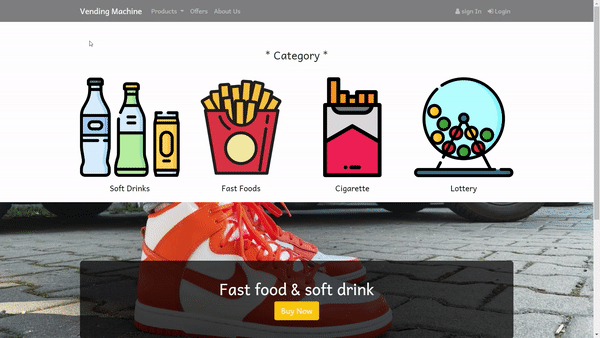 Vending Machine Products Offers About Us sign In Login
* Category *
Soft Drinks Fast Foods Cigarette Lottery
Fast food & soft drink
Buy Now